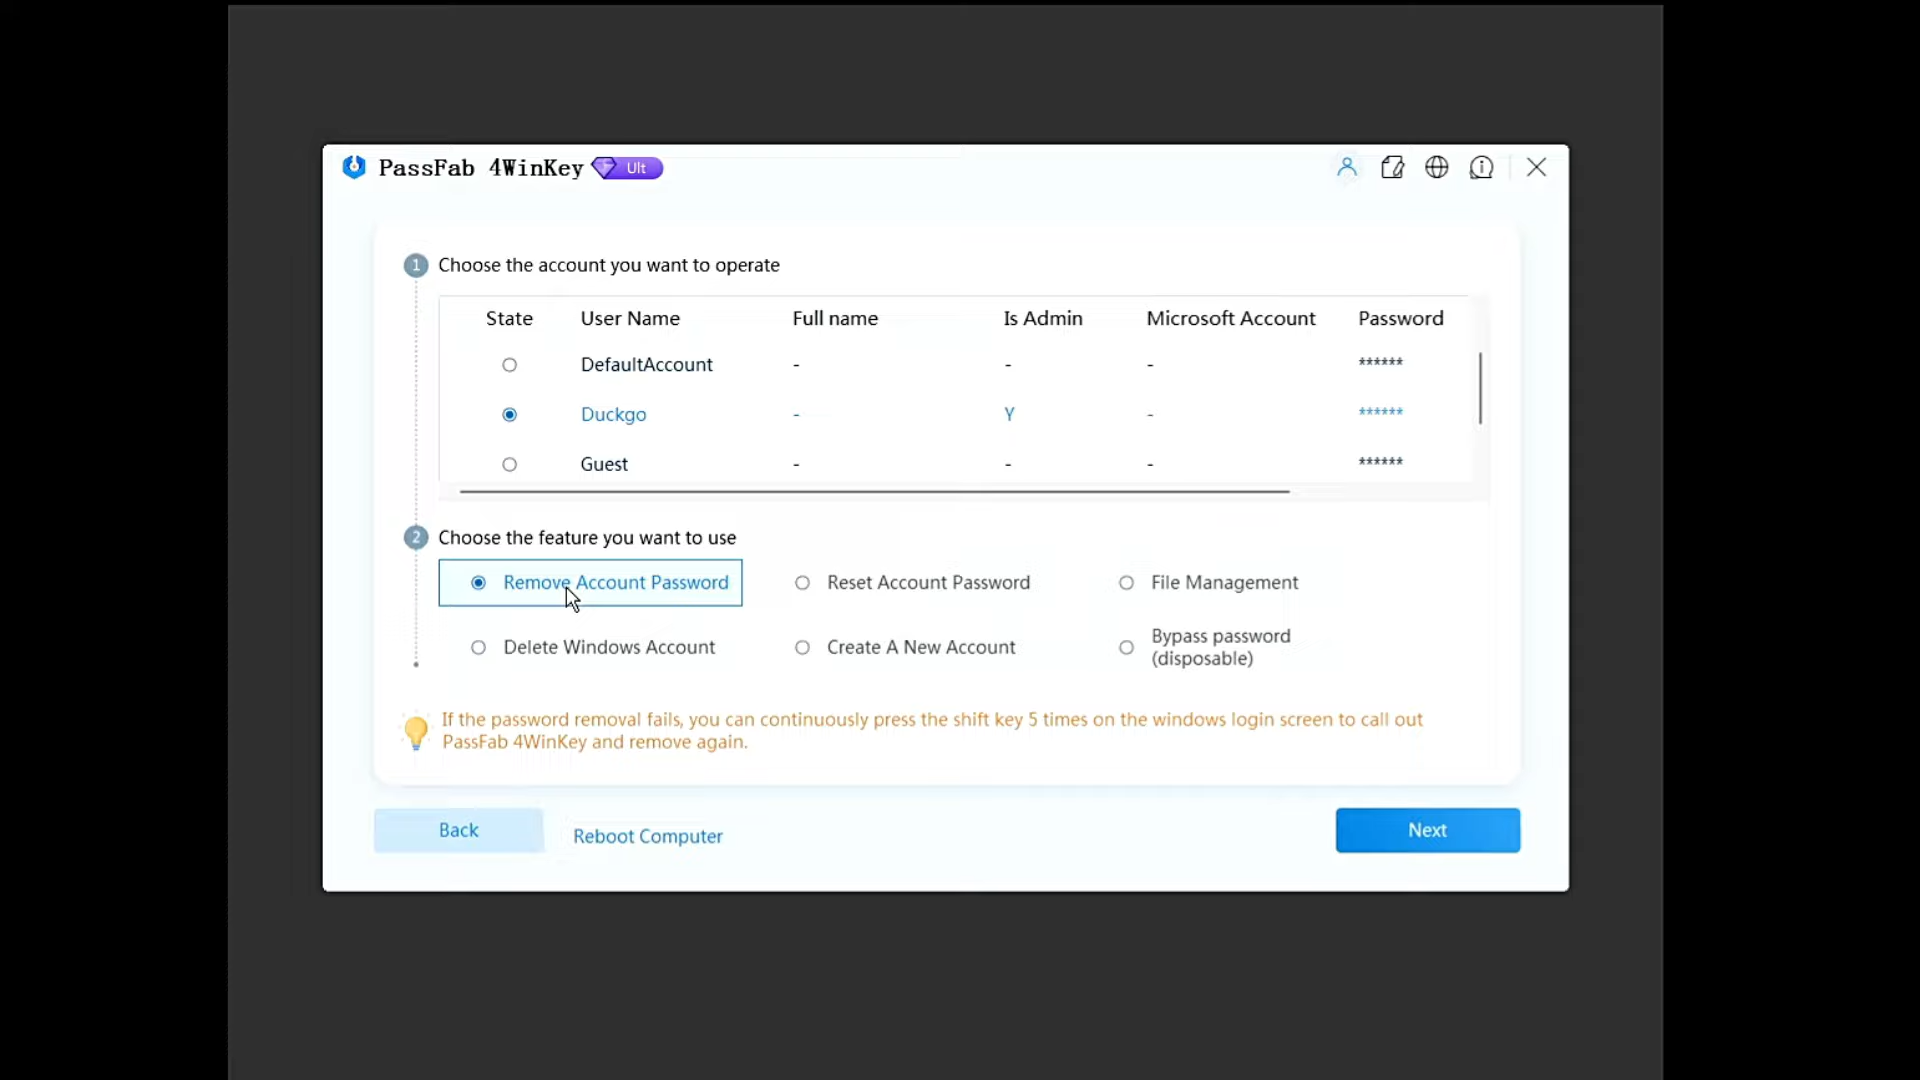 PassFab 4WinKey Ult
1 Choose the account you want to operate
State User Name Full name Is Admin Microsoft Account Password
DefaultAccount - - - ******
Duckgo - Y - ******
Guest - - - ******
2 Choose the feature you want to use
Remove Account Password Reset Account Password File Management
Delete Windows Account Create A New Account Bypass password
(disposable)
If the password removal fails, you can continuously press the shift key 5 times on the windows login screen to call out
PassFab 4WinKey and remove again.
Back Reboot Computer Next